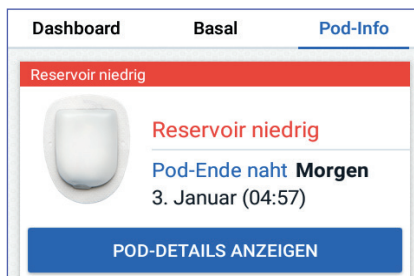 Dashboard Basal Pod-Info
Reservoir niedrig
Reservoir niedrig
Pod-Ende naht Morgen
3. Januar (04:57)
POD-DETAILS ANZEIGEN